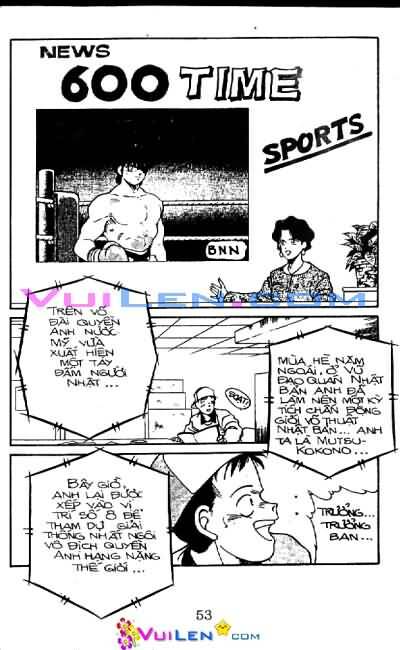 NEWS
600 TIME
SPORTS
BNN
VUILEN.COM
TRÊN VÕ
ĐÀI QUYỀN
ANH NƯỚC
MỸ VỪA
XUẤT HIỆN
MỘT TAY
ĐẤM NGƯỜI
NHẬT...
MÙA HÈ NĂM
NGOÁI, Ở VÕ
ĐẠO QUÁN NHẬT
BẢN ANH ĐÃ
LÀM NÊN MỘT KỲ
TÍCH CHẤN ĐỘNG
GIỚI VÕ THUẬT
NHẬT BẢN... ANH
TA LÀ MUTSU-
KOKONO...
SPORTS
BÂY GIỜ,
ANH LẠI ĐƯỢC
XẾP VÀO VỊ
TRÍ SỐ 8 ĐỂ
THAM DỰ GIẢI
THỐNG NHẤT NGÔI
VÔ ĐỊCH QUYỀN
ANH HẠNG NẶNG
THẾ GIỚI...
TRƯỞNG...
TRƯỞNG
BAN...
53
VUILEN.COM